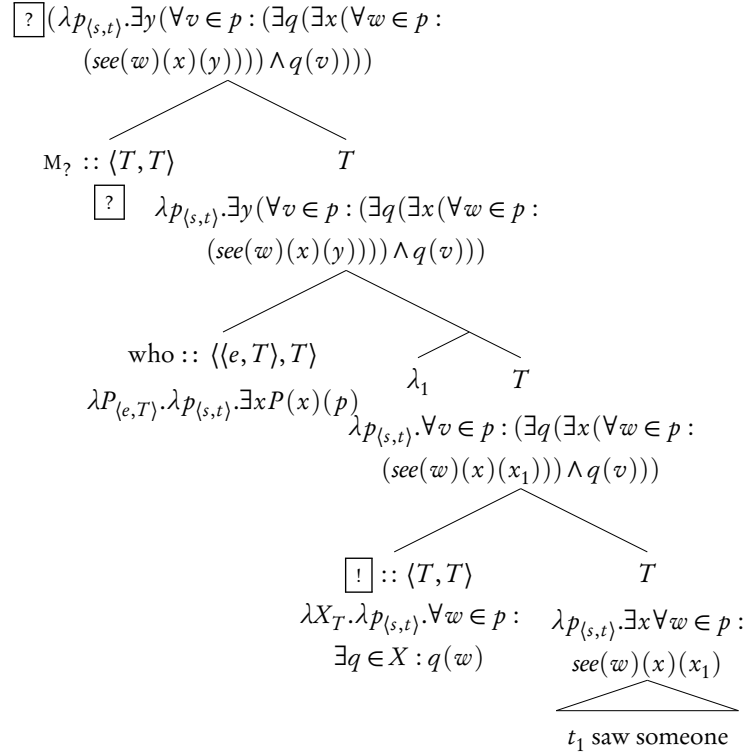 ? (λp⟨s,t⟩.∃y(∀v ∈ p : (∃q(∃x(∀w ∈ p :
(see(w)(x)(y)))) ∧ q(v))))
M? :: ⟨T,T⟩ T
? λp⟨s,t⟩.∃y(∀v ∈ p : (∃q(∃x(∀w ∈ p :
(see(w)(x)(y)))) ∧ q(v)))
who :: ⟨⟨e,T⟩,T⟩ λ₁ T
λP⟨e,T⟩.λp⟨s,t⟩.∃xP(x)(p)
λp⟨s,t⟩.∀v ∈ p : (∃q(∃x(∀w ∈ p :
(see(w)(x)(x₁))) ∧ q(v)))
! :: ⟨T,T⟩ T
λX_T.λp⟨s,t⟩.∀w ∈ p : λp⟨s,t⟩.∃x∀w ∈ p :
∃q ∈ X : q(w) see(w)(x)(x₁)
t₁ saw someone